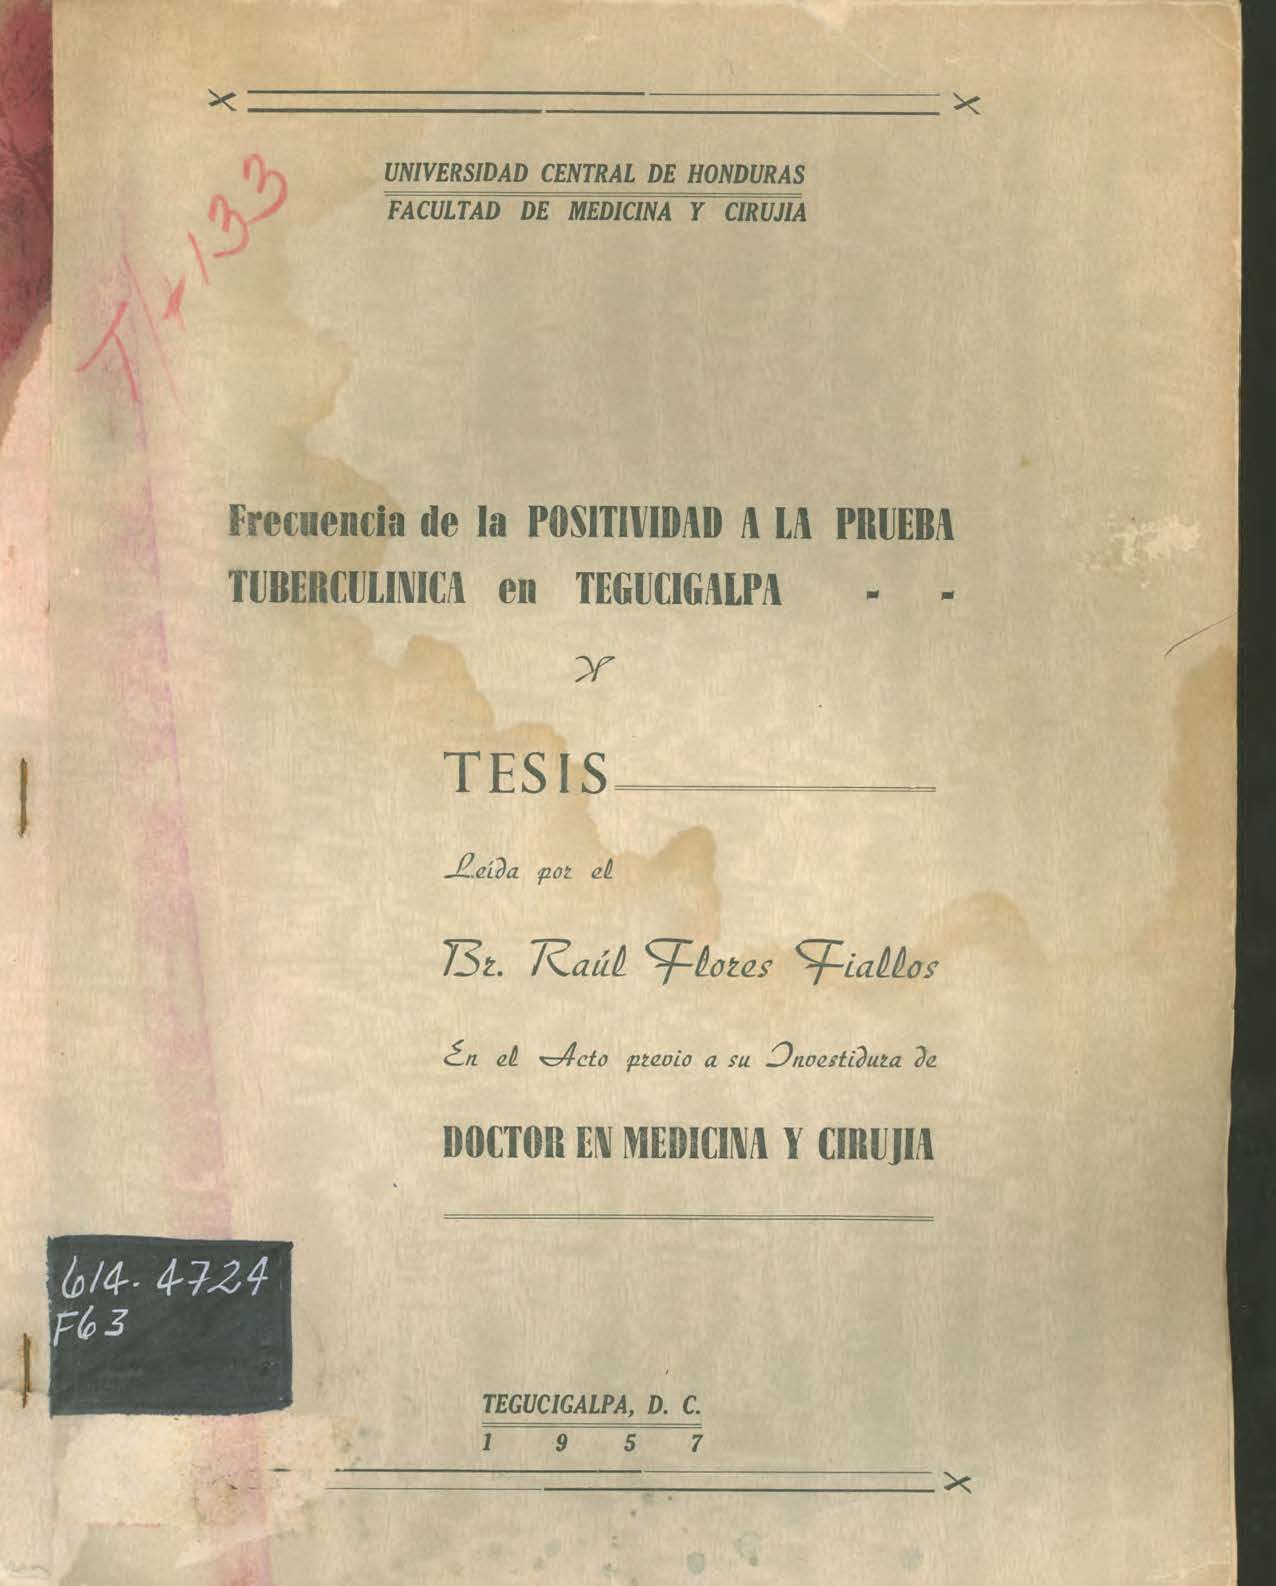 UNIVERSIDAD CENTRAL DE HONDURAS
FACULTAD DE MEDICINA Y CIRUJIA
T/x 133
Frecuencia de la POSITIVIDAD A LA PRUEBA
TUBERCULINICA en TEGUCIGALPA - -
TESIS
Leída por el
Br. Raúl Flores Fiallos
En el Acto previo a su Investidura de
DOCTOR EN MEDICINA Y CIRUJIA
614.4724
F63
TEGUCIGALPA, D. C.
1 9 5 7